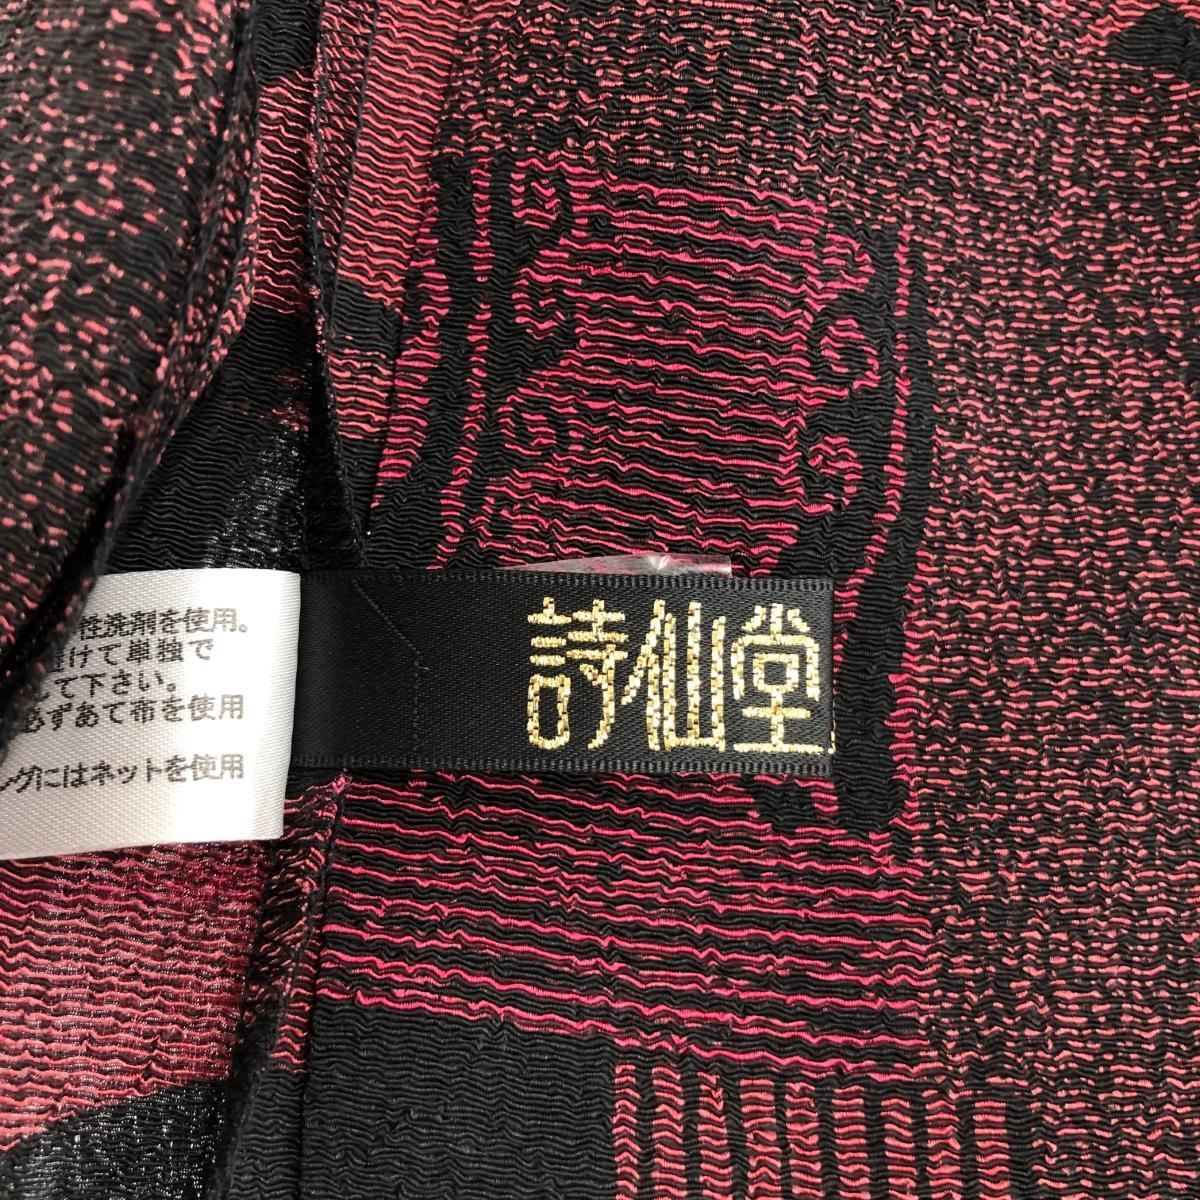 性洗剤を使用。
けて単独で
して下さい。
必ずあて布を使用
ングにはネットを使用
詩仙堂